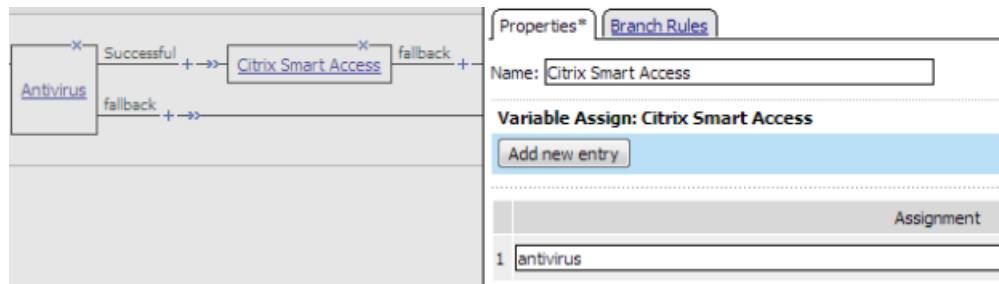 Antivirus
Successful
fallback
Citrix Smart Access
fallback
Properties* Branch Rules
Name: Citrix Smart Access
Variable Assign: Citrix Smart Access
Add new entry
Assignment
1 antivirus